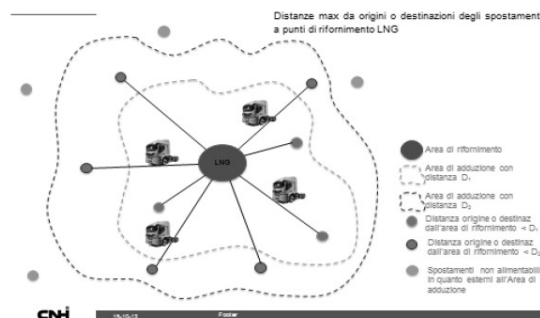 Distanze max da origini o destinazioni degli spostament
a punti di rifornimento LNG
LNG
Area di rifornimento
Area di adduzione con
distanza D₁
Area di adduzione con
distanza D₂
Distanza origine o destinaz
dall'area di rifornimento < D₁
Distanza origine o destinaz
dall'area di rifornimento < D₂
Spostamenti non alimentabili
in quanto esterni all'Area di
adduzione
CNH
Footer